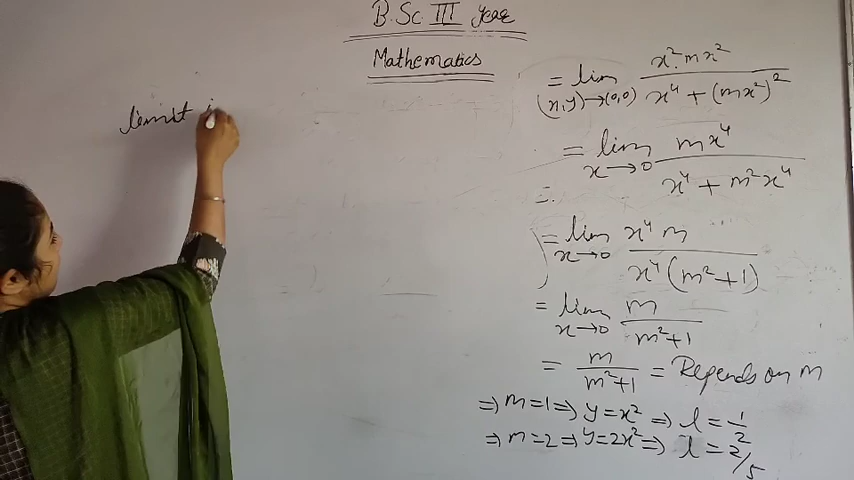 B.Sc III year
Mathematics
limit i
= lim (x,y)→(0,0) x².mx² / x⁴ + (mx²)²
= lim x→0 mx⁴ / x⁴ + m²x⁴
= lim x→0 x⁴ m / x⁴(m²+1)
= lim x→0 m / m²+1
= m / m²+1 = Depends on m
⇒ m=1 ⇒ y=x² ⇒ l = 1/2
⇒ m=2 ⇒ y=2x² ⇒ l = 2/5